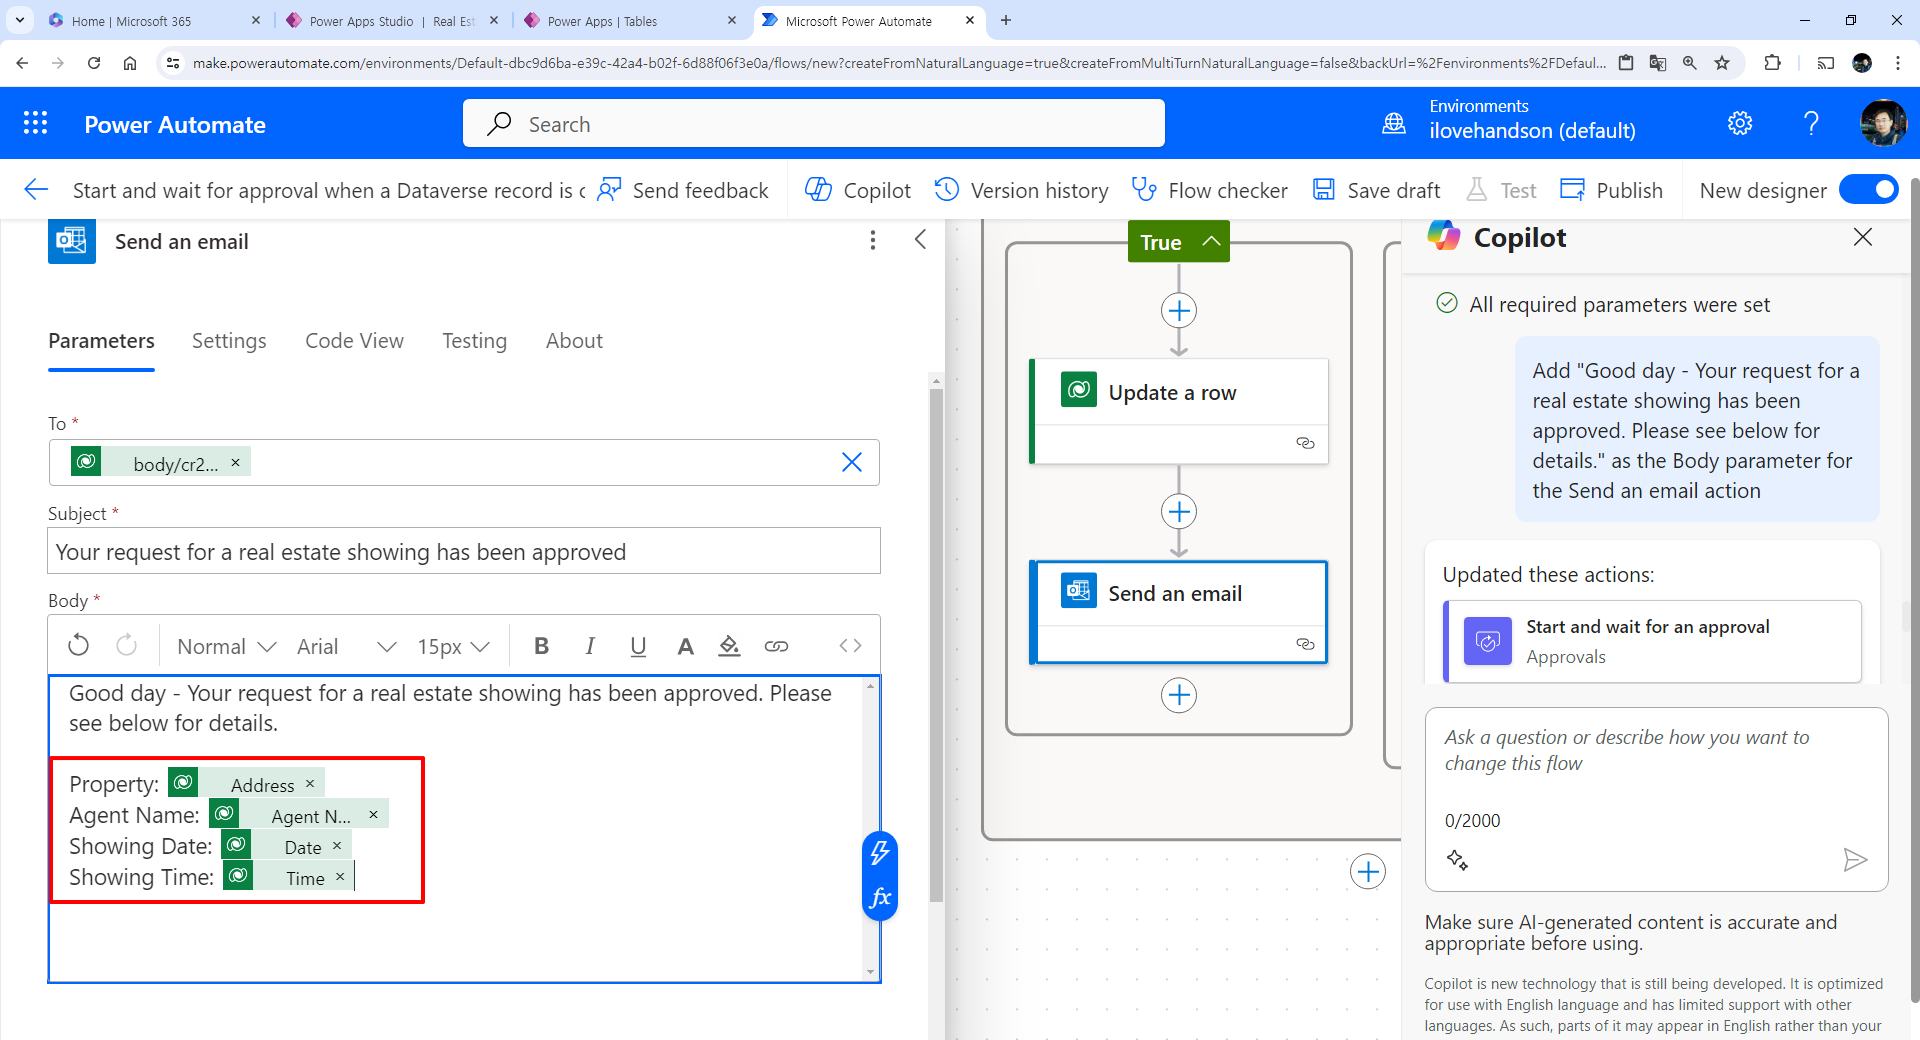 Home | Microsoft 365
Power Apps Studio | Real Est
Power Apps | Tables
Microsoft Power Automate
make.powerautomate.com/environments/Default-dbc9d6ba-e39c-42a4-b02f-6d88f06f3e0a/flows/new?createFromNaturalLanguage=true&createFromMultiTurnNaturalLanguage=false&backUrl=%2Fenvironments%2FDefaul...
Power Automate
Search
Environments
ilovehandson (default)
Start and wait for approval when a Dataverse record is c
Send feedback
Copilot
Version history
Flow checker
Save draft
Test
Publish
New designer
Send an email
Parameters
Settings
Code View
Testing
About
To *
body/cr2...
Subject *
Your request for a real estate showing has been approved
Body *
Normal
Arial
15px
B
I
U
A
Good day - Your request for a real estate showing has been approved. Please
see below for details.
Property: Address
Agent Name: Agent N...
Showing Date: Date
Showing Time: Time
fx
True
Update a row
Send an email
Copilot
All required parameters were set
Add "Good day - Your request for a
real estate showing has been
approved. Please see below for
details." as the Body parameter for
the Send an email action
Updated these actions:
Start and wait for an approval
Approvals
Ask a question or describe how you want to
change this flow
0/2000
Make sure AI-generated content is accurate and
appropriate before using.
Copilot is new technology that is still being developed. It is optimized
for use with English language and has limited support with other
languages. As such, parts of it may appear in English rather than your